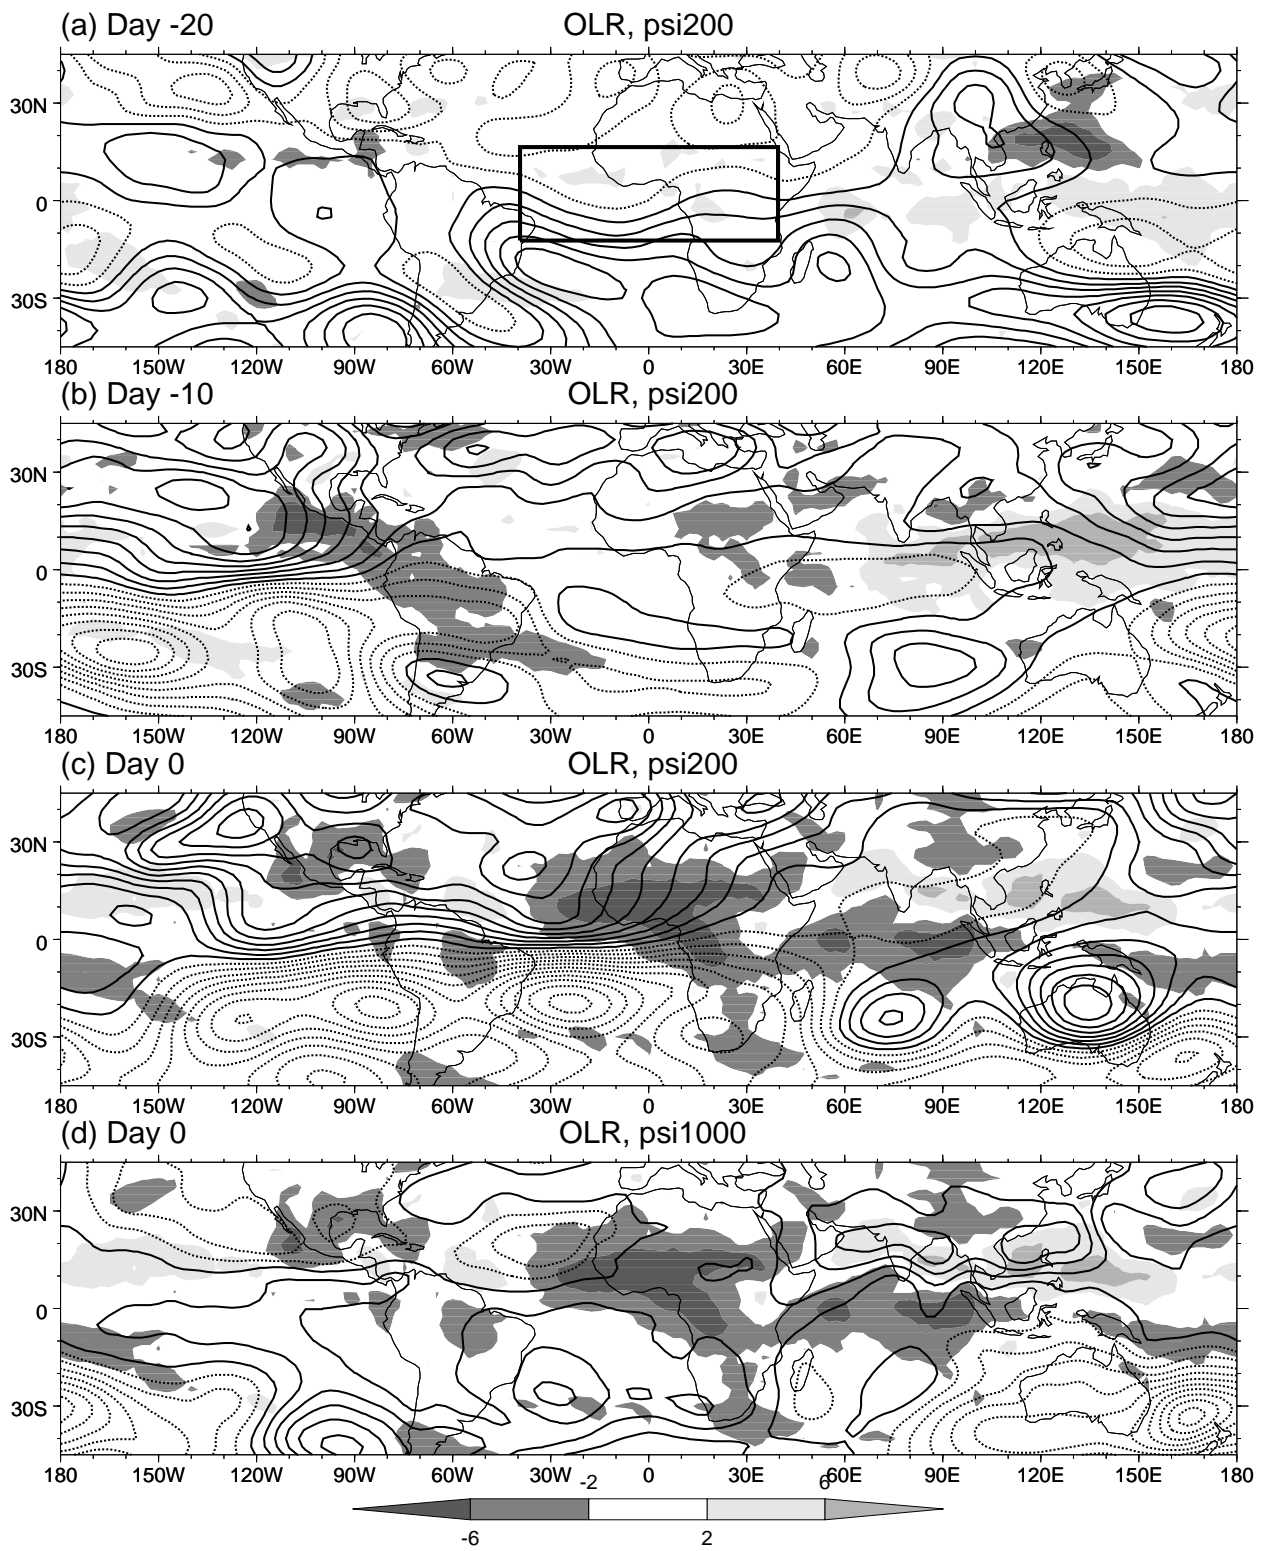 (a) Day -20 OLR, psi200
30N
0
30S
180 150W 120W 90W 60W 30W 0 30E 60E 90E 120E 150E 180
(b) Day -10 OLR, psi200
30N
0
30S
180 150W 120W 90W 60W 30W 0 30E 60E 90E 120E 150E 180
(c) Day 0 OLR, psi200
30N
0
30S
180 150W 120W 90W 60W 30W 0 30E 60E 90E 120E 150E 180
(d) Day 0 OLR, psi1000
30N
0
30S
180 150W 120W 90W 60W 30W 0 30E 60E 90E 120E 150E 180
-2 6
-6 2